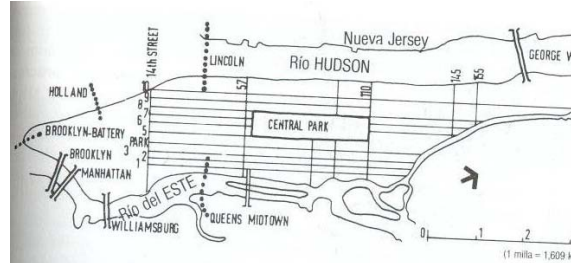 Nueva Jersey
Río HUDSON
GEORGE W
LINCOLN
14th STREET
HOLLAND
BROOKLYN-BATTERY
BROOKLYN
MANHATTAN
WILLIAMSBURG
QUEENS MIDTOWN
Río del ESTE
CENTRAL PARK
57
110
145
155
10
9
8
7
6
5
PARK
3
2
1
0 1 2
(1 milla = 1,609 k